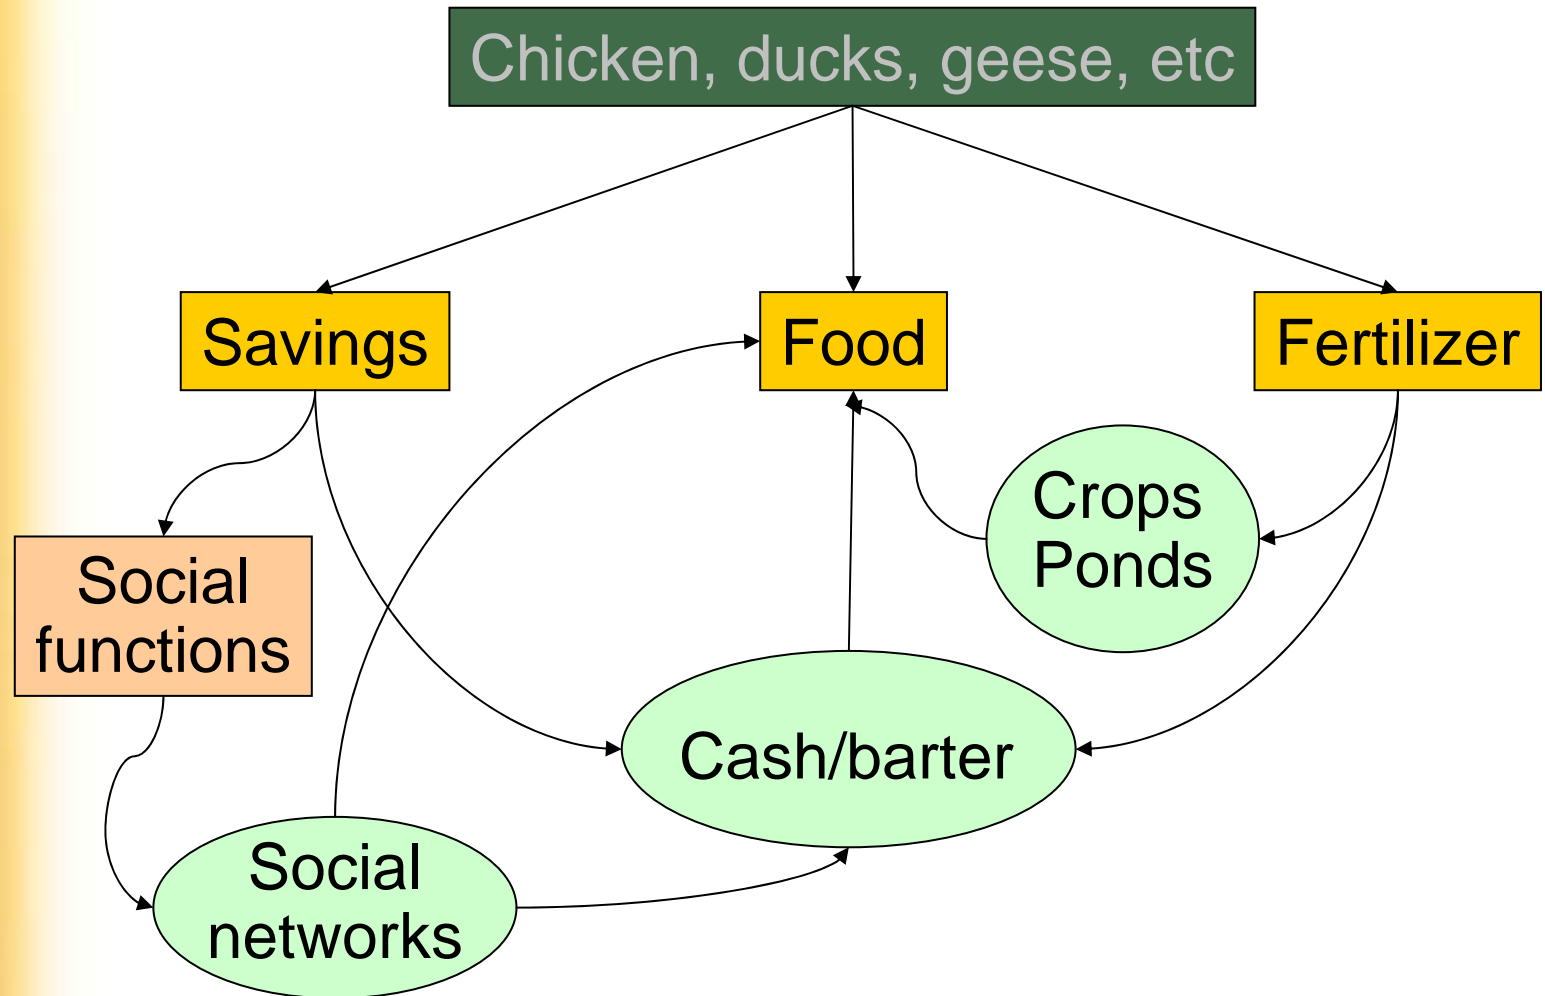 Chicken, ducks, geese, etc
Savings
Food
Fertilizer
Crops
Ponds
Social
functions
Cash/barter
Social
networks